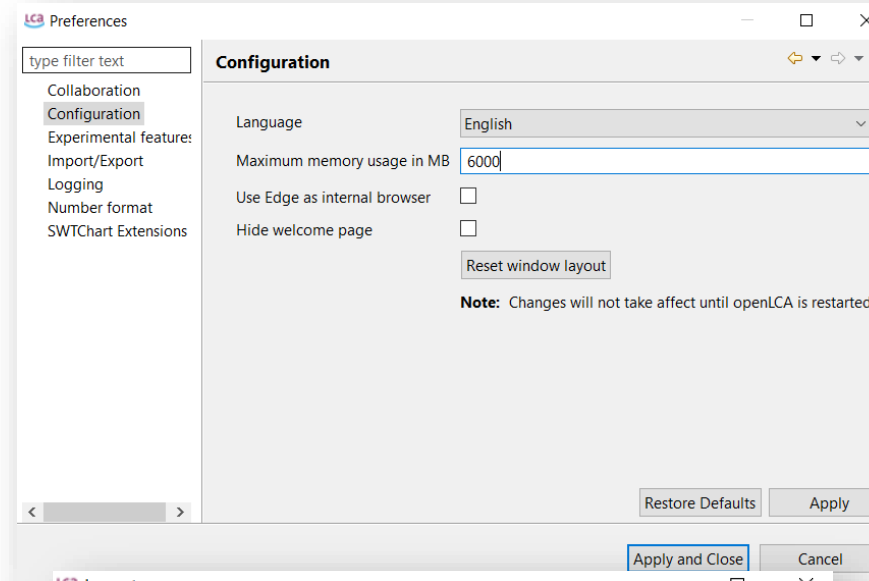 LCA Preferences
type filter text
Configuration
Collaboration
Configuration
Experimental features
Import/Export
Logging
Number format
SWTChart Extensions
Language
English
Maximum memory usage in MB
6000
Use Edge as internal browser
Hide welcome page
Reset window layout
Note: Changes will not take affect until openLCA is restarted
Restore Defaults
Apply
Apply and Close
Cancel